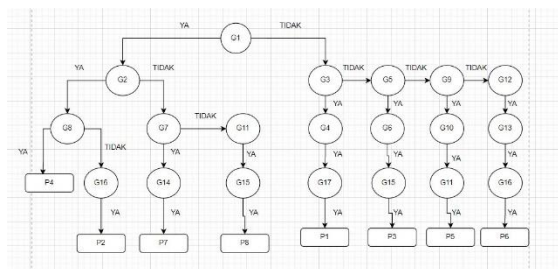 G1
YA TIDAK
G2 G3 TIDAK G5 TIDAK G9 TIDAK G12
YA TIDAK YA YA YA YA
G8 G7 TIDAK G11 G4 G6 G10 G13
YA TIDAK YA YA YA YA YA YA
P4 G16 G14 G15 G17 G15 G11 G16
YA YA YA YA YA YA YA
P2 P7 P8 P1 P3 P5 P6